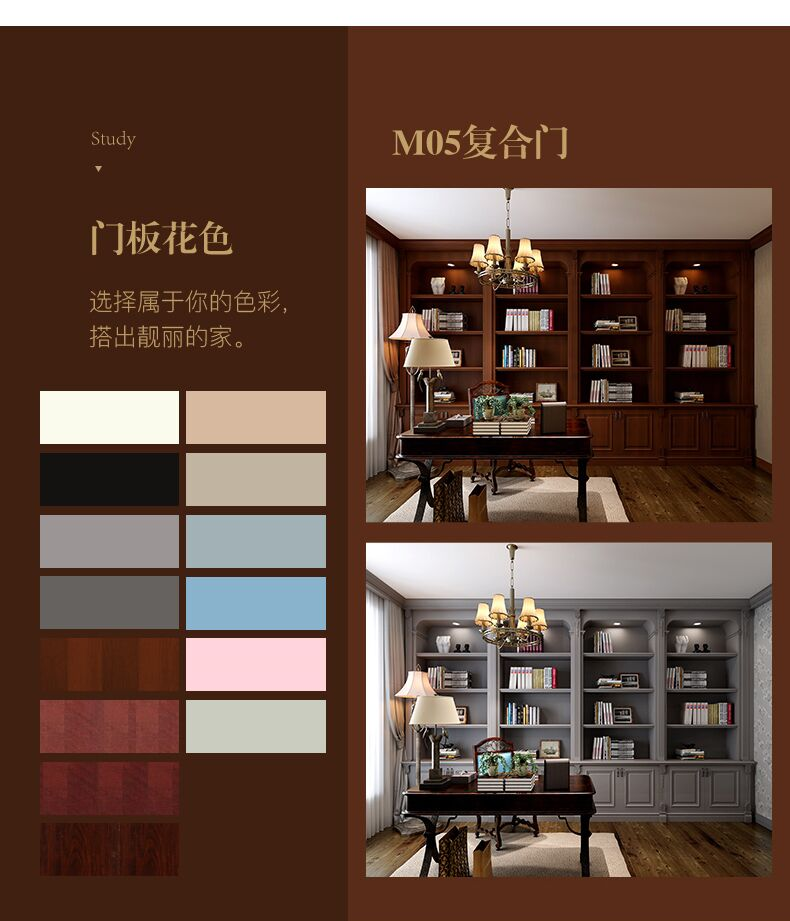 Study
门板花色
选择属于你的色彩,
搭出靓丽的家。
M05复合门